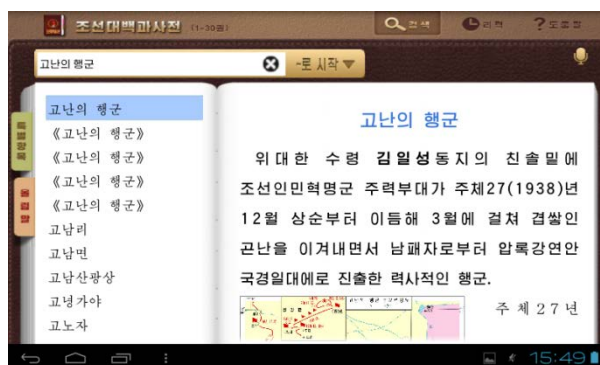 조선대백과사전 (1-30권)
검색
리력
도움말
고난의 행군
-로 시작
고난의 행군
《고난의 행군》
《고난의 행군》
《고난의 행군》
《고난의 행군》
고남리
고남면
고남산광상
고녕가야
고노자
올림말
고난의 행군
위대한 수령 김일성동지의 친솔밑에
조선인민혁명군 주력부대가 주체27(1938)년
12월 상순부터 이듬해 3월에 걸쳐 겹쌓인
곤난을 이겨내면서 남패자로부터 압록강연안
국경일대에로 진출한 력사적인 행군.
주체27년
15:49